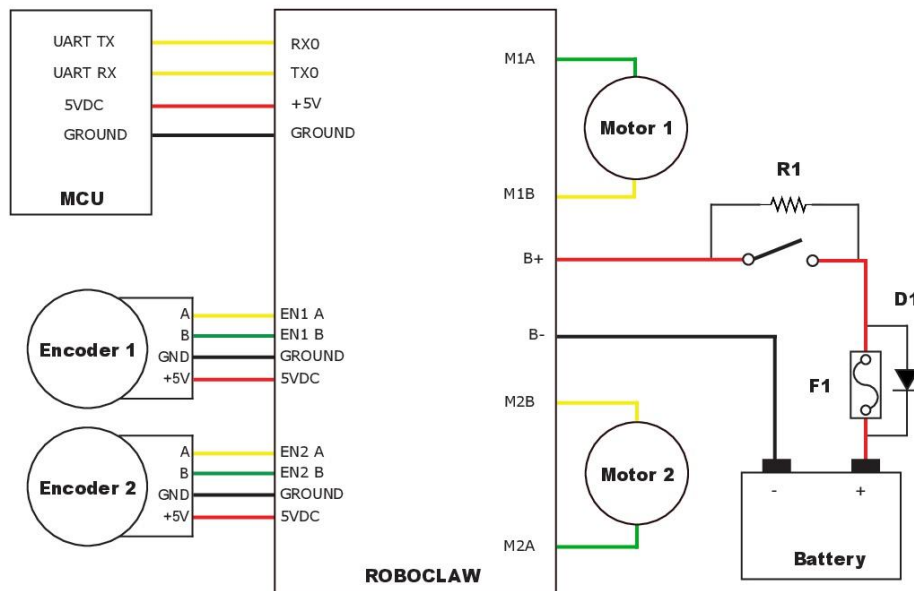 UART TX
UART RX
5VDC
GROUND
MCU
RX0
TX0
+5V
GROUND
M1A
Motor 1
M1B
R1
B+
D1
B-
F1
A
B
GND
+5V
Encoder 1
EN1 A
EN1 B
GROUND
5VDC
M2B
Motor 2
M2A
A
B
GND
+5V
Encoder 2
EN2 A
EN2 B
GROUND
5VDC
- +
Battery
ROBOCLAW